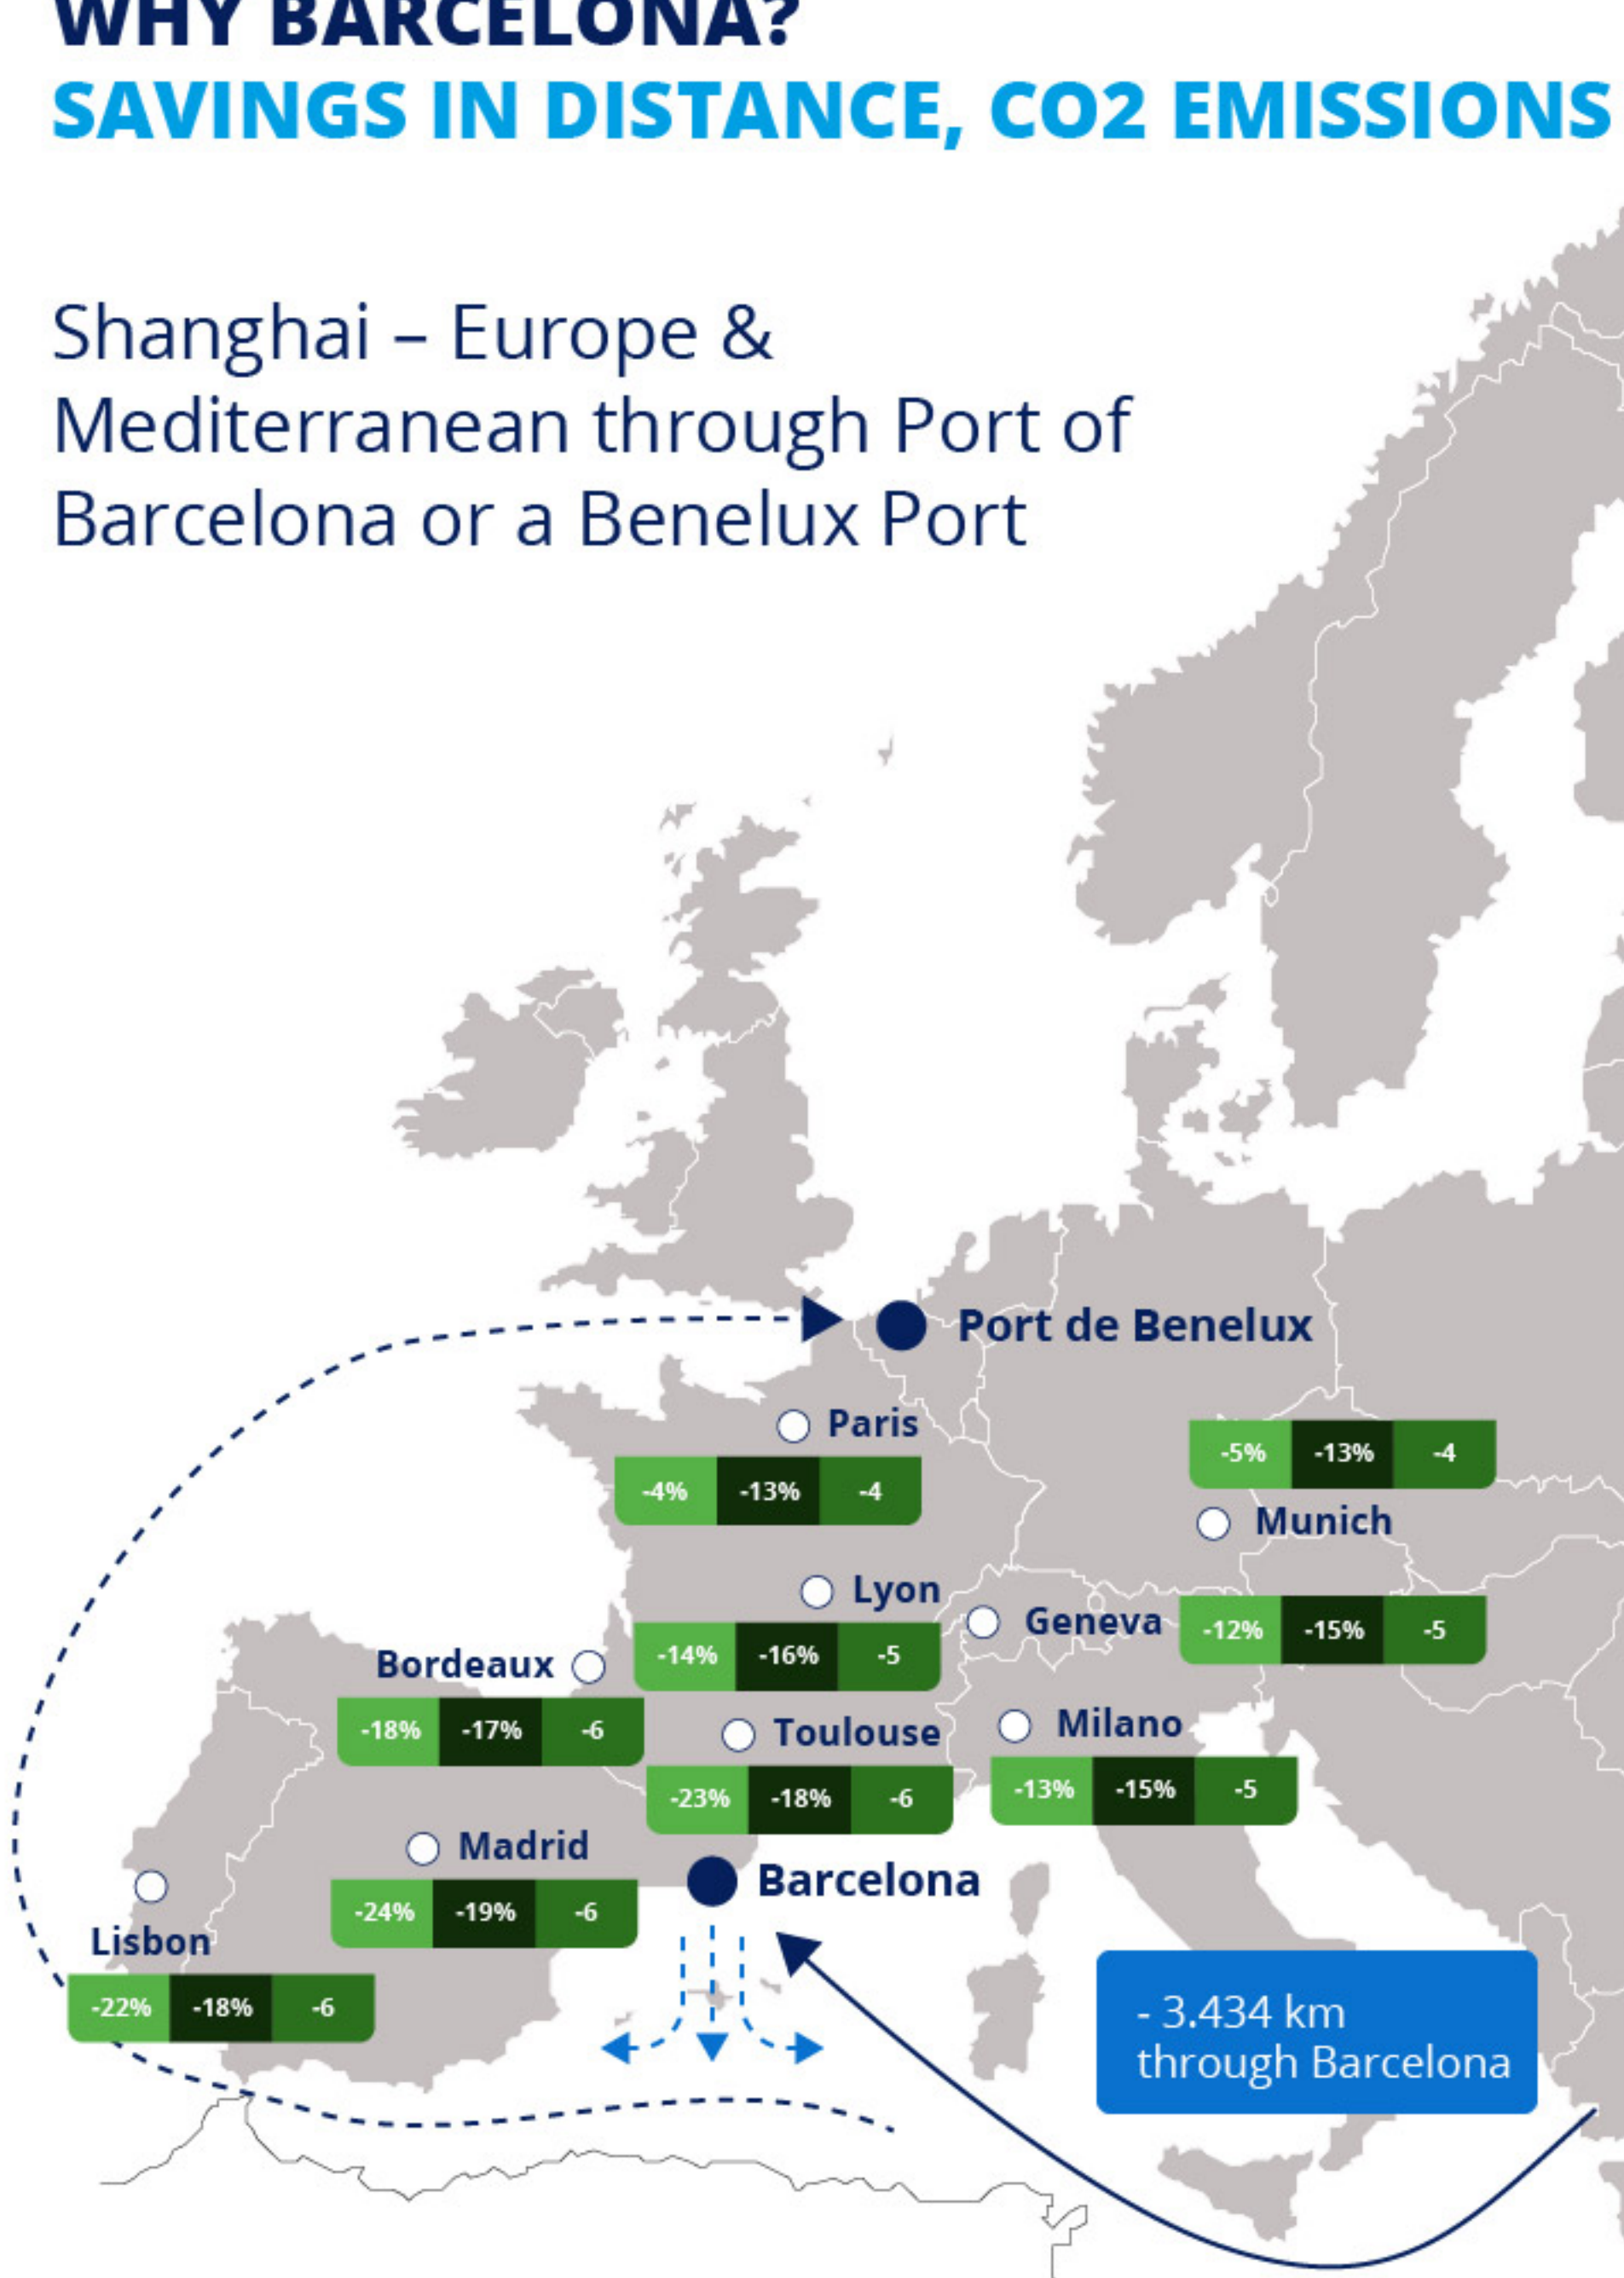 WHY BARCELONA?
SAVINGS IN DISTANCE, CO2 EMISSIONS
Shanghai – Europe &
Mediterranean through Port of
Barcelona or a Benelux Port
Port de Benelux
Paris
-4% -13% -4
-5% -13% -4
Munich
Lyon
-14% -16% -5
Geneva
-12% -15% -5
Bordeaux
-18% -17% -6
Toulouse
-23% -18% -6
Milano
-13% -15% -5
Madrid
-24% -19% -6
Barcelona
Lisbon
-22% -18% -6
- 3.434 km
through Barcelona